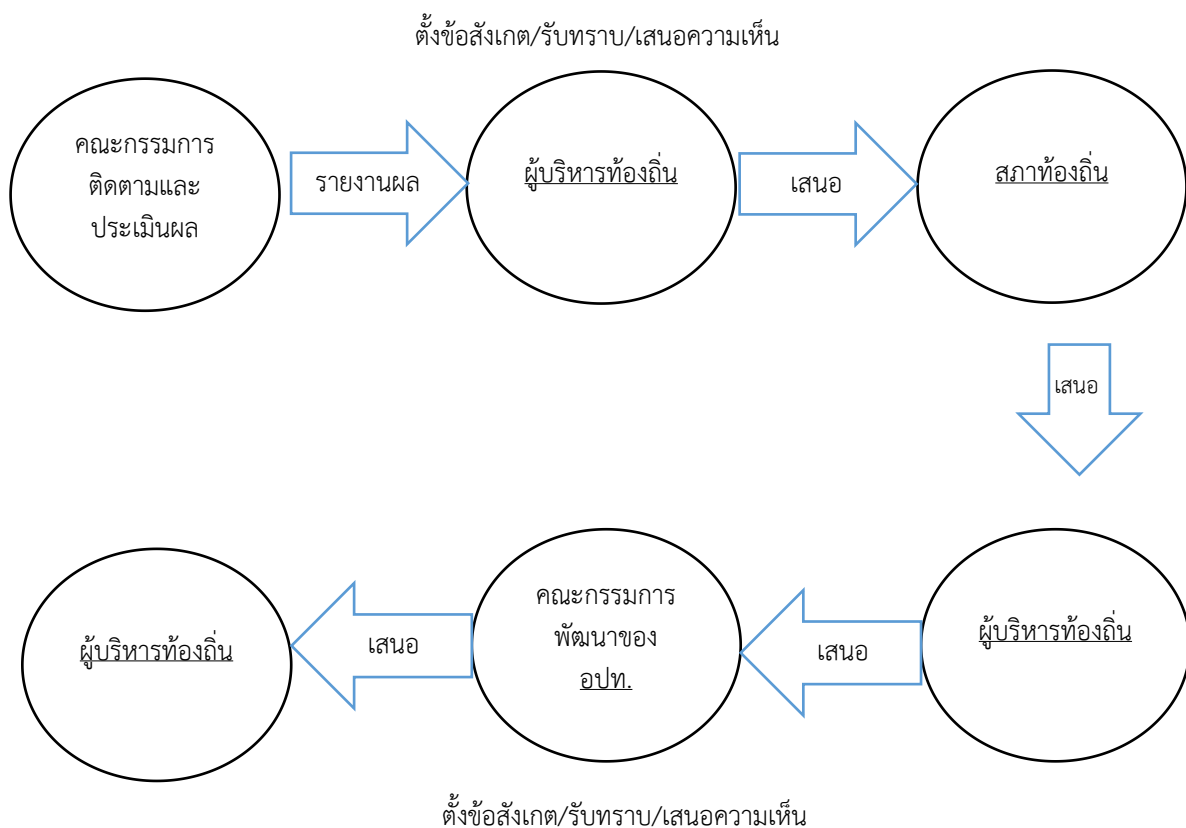 ตั้งข้อสังเกต/รับทราบ/เสนอความเห็น
คณะกรรมการ
ติดตามและ
ประเมินผล
รายงานผล
ผู้บริหารท้องถิ่น
เสนอ
สภาท้องถิ่น
เสนอ
ผู้บริหารท้องถิ่น
เสนอ
คณะกรรมการ
พัฒนาของ
อปท.
เสนอ
ผู้บริหารท้องถิ่น
ตั้งข้อสังเกต/รับทราบ/เสนอความเห็น